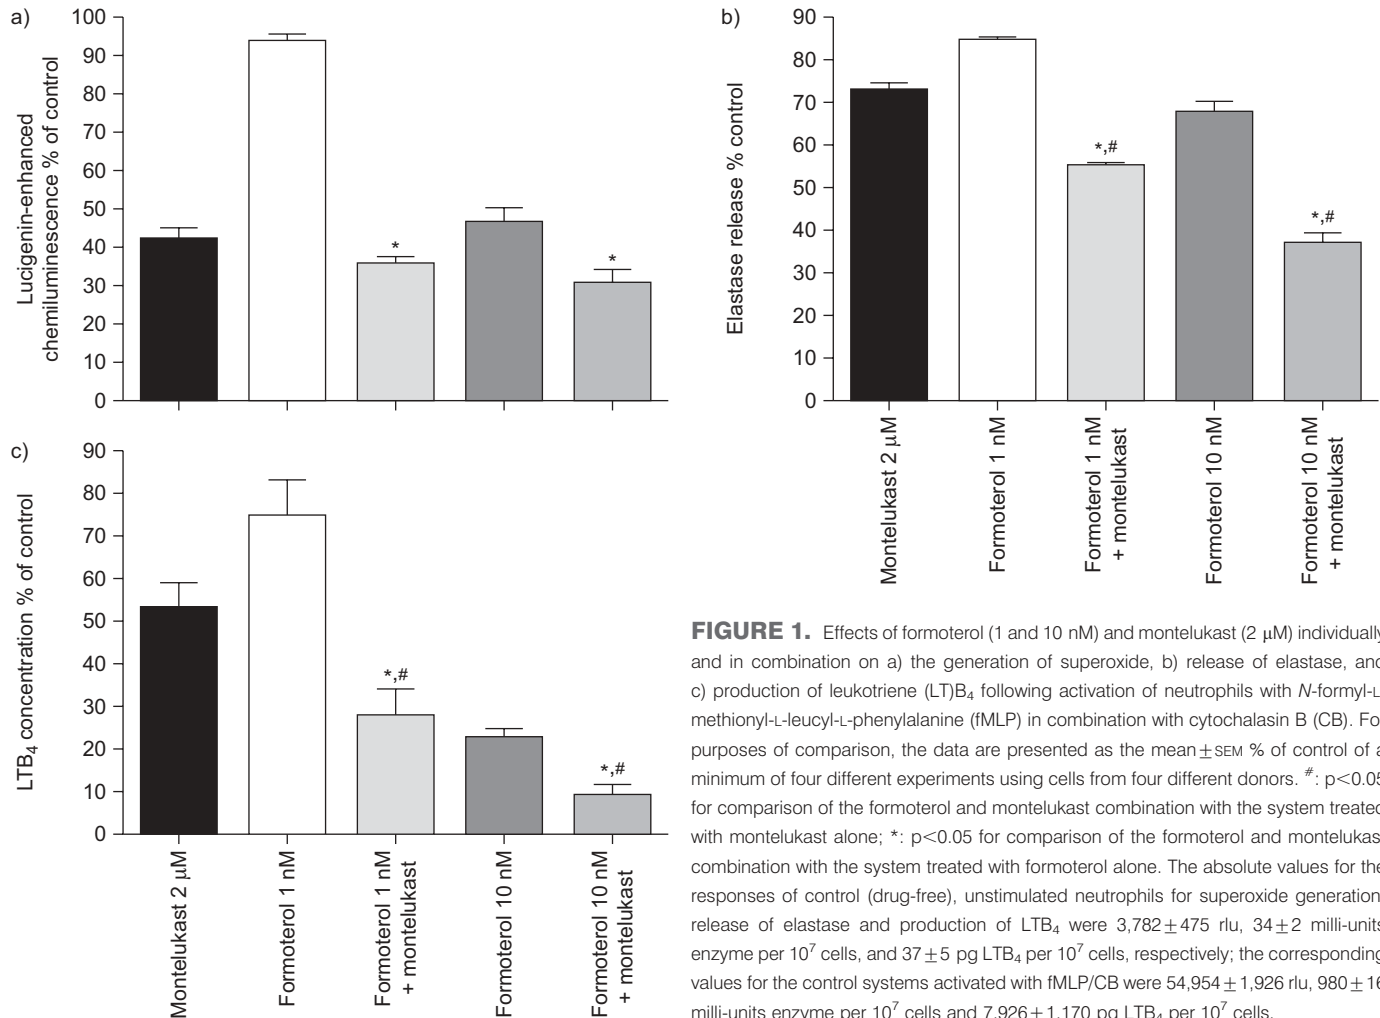 a)
100
90
80
70
60
50
40
30
20
10
0
Lucigenin-enhanced
chemiluminescence % of control
*
*
b)
90
80
70
60
50
40
30
20
10
0
Elastase release % control
*,#
*,#
Montelukast 2 μM
Formoterol 1 nM
Formoterol 1 nM
+ montelukast
Formoterol 10 nM
Formoterol 10 nM
+ montelukast
c)
90
80
70
60
50
40
30
20
10
0
LTB4 concentration % of control
*,#
*,#
Montelukast 2 μM
Formoterol 1 nM
Formoterol 1 nM
+ montelukast
Formoterol 10 nM
Formoterol 10 nM
+ montelukast
FIGURE 1. Effects of formoterol (1 and 10 nM) and montelukast (2 μM) individually
and in combination on a) the generation of superoxide, b) release of elastase, and
c) production of leukotriene (LT)B4 following activation of neutrophils with N-formyl-L
methionyl-L-leucyl-L-phenylalanine (fMLP) in combination with cytochalasin B (CB). Fo
purposes of comparison, the data are presented as the mean±SEM % of control of a
minimum of four different experiments using cells from four different donors. #: p<0.05
for comparison of the formoterol and montelukast combination with the system treated
with montelukast alone; *: p<0.05 for comparison of the formoterol and montelukas
combination with the system treated with formoterol alone. The absolute values for the
responses of control (drug-free), unstimulated neutrophils for superoxide generation
release of elastase and production of LTB4 were 3,782±475 rlu, 34±2 milli-units
enzyme per 10⁷ cells, and 37±5 pg LTB4 per 10⁷ cells, respectively; the corresponding
values for the control systems activated with fMLP/CB were 54,954±1,926 rlu, 980±16
milli-units enzyme per 10⁷ cells and 7,926±1,170 pg LTB4 per 10⁷ cells.